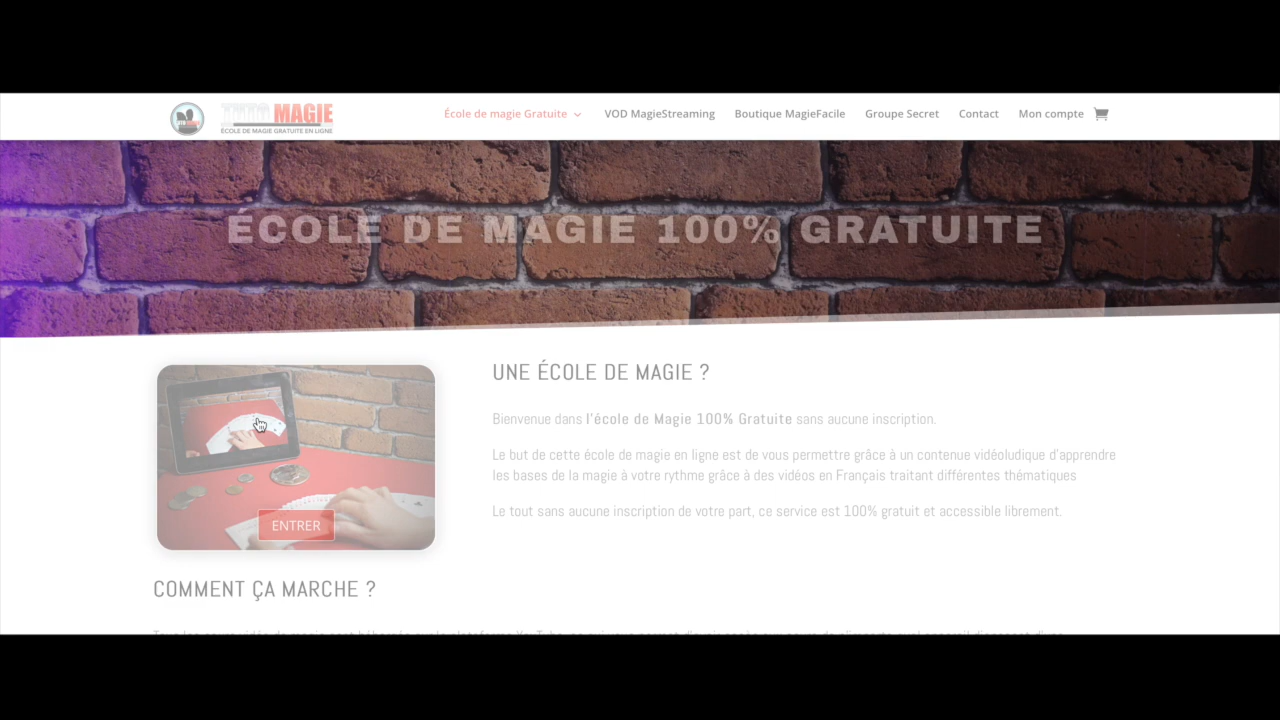 TUTO MAGIE
ÉCOLE DE MAGIE GRATUITE EN LIGNE
École de magie Gratuite
VOD MagieStreaming
Boutique MagieFacile
Groupe Secret
Contact
Mon compte
ÉCOLE DE MAGIE 100% GRATUITE
ENTRER
UNE ÉCOLE DE MAGIE ?
Bienvenue dans l'école de Magie 100% Gratuite sans aucune inscription.
Le but de cette école de magie en ligne est de vous permettre grâce à un contenue vidéoludique d'apprendre
les bases de la magie à votre rythme grâce à des vidéos en Français traitant différentes thématiques
Le tout sans aucune inscription de votre part, ce service est 100% gratuit et accessible librement.
COMMENT ÇA MARCHE ?